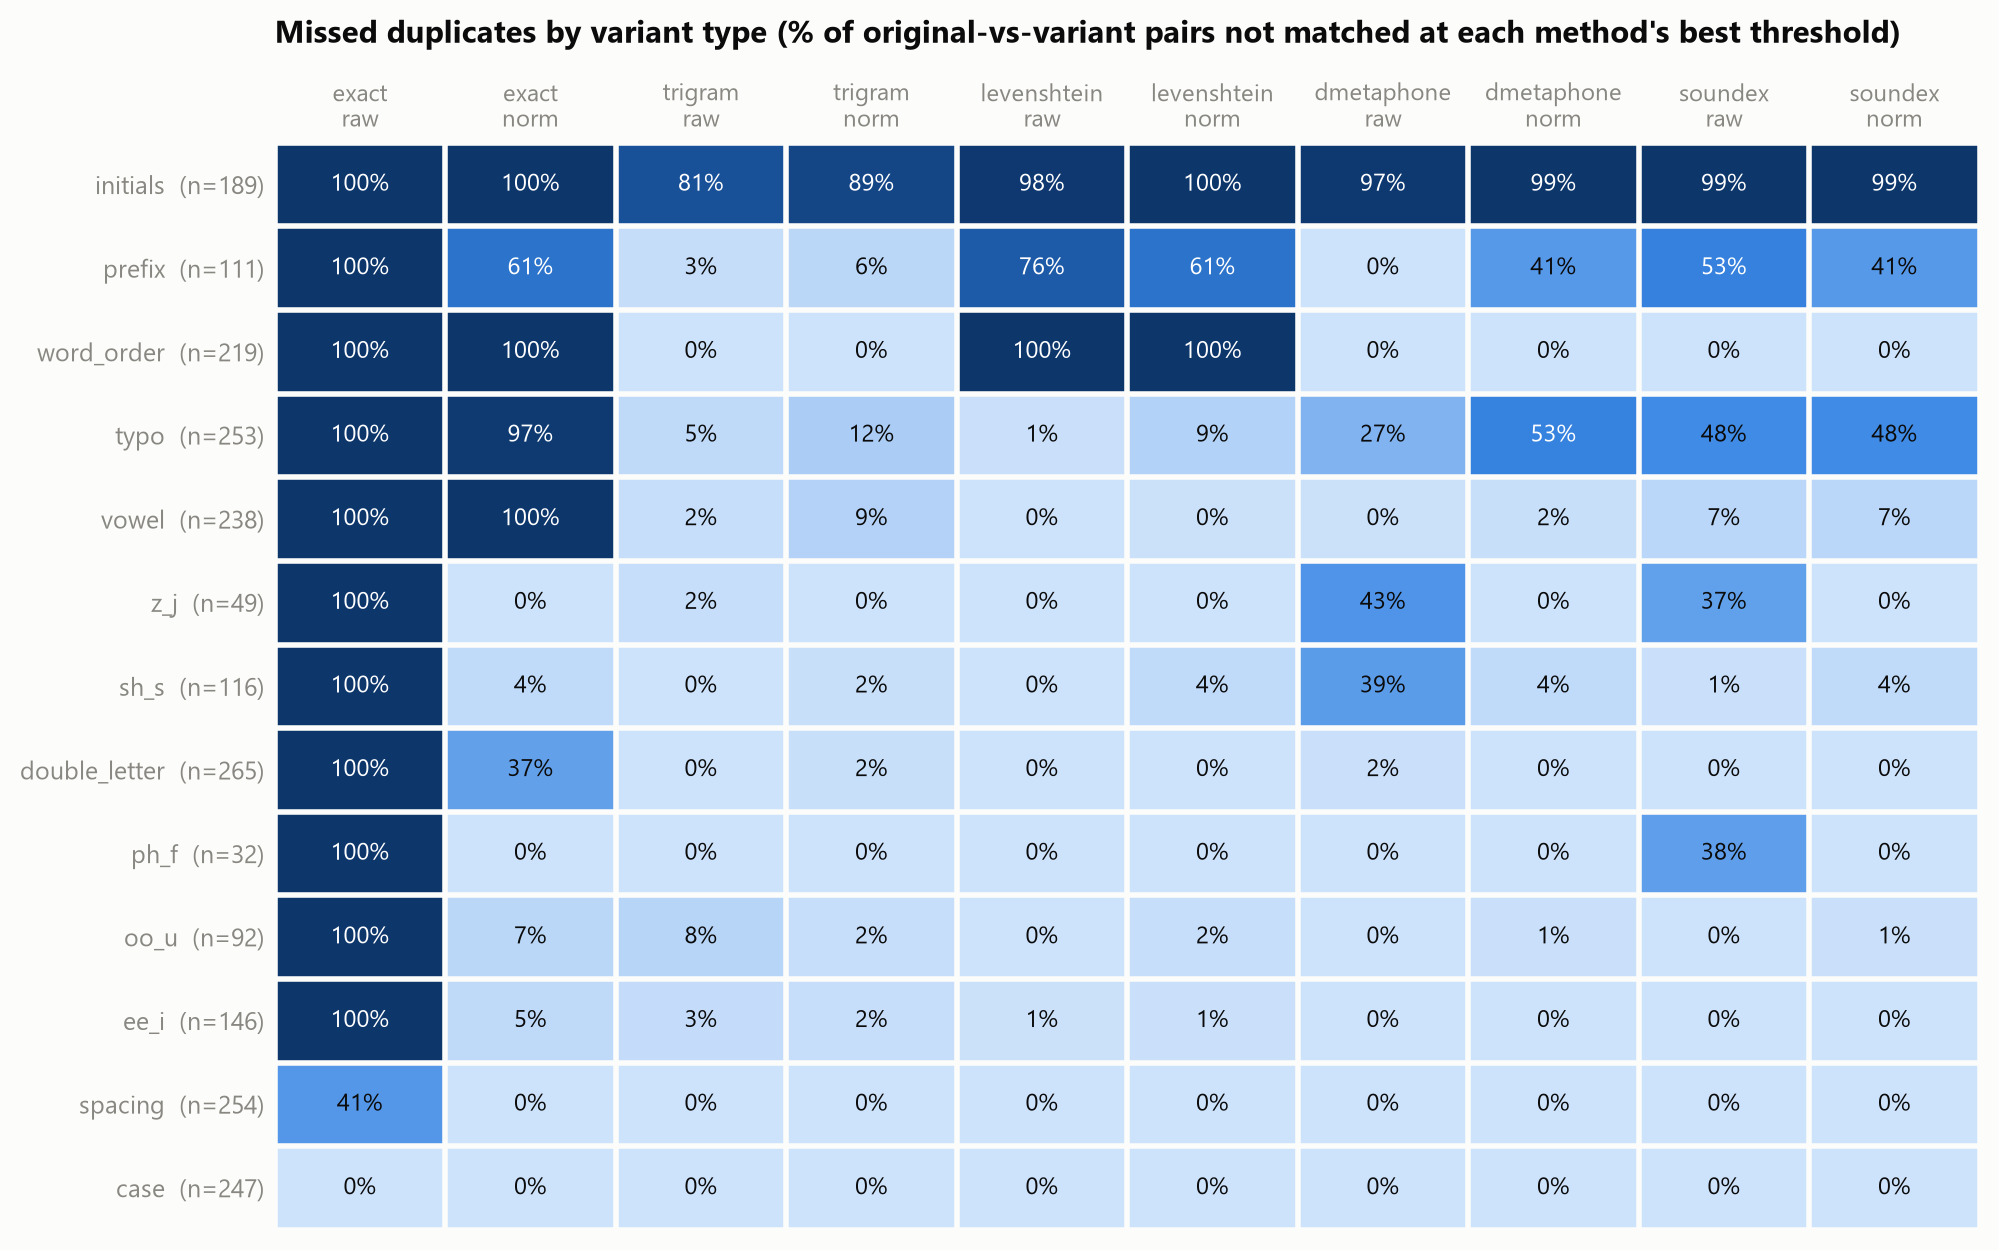 Missed duplicates by variant type (% of original-vs-variant pairs not matched at each method's best threshold)
exact exact trigram trigram levenshtein levenshtein dmetaphone dmetaphone soundex soundex
raw norm raw norm raw norm raw norm raw norm
initials (n=189) 100% 100% 81% 89% 98% 100% 97% 99% 99% 99%
prefix (n=111) 100% 61% 3% 6% 76% 61% 0% 41% 53% 41%
word_order (n=219) 100% 100% 0% 0% 100% 100% 0% 0% 0% 0%
typo (n=253) 100% 97% 5% 12% 1% 9% 27% 53% 48% 48%
vowel (n=238) 100% 100% 2% 9% 0% 0% 0% 2% 7% 7%
z_j (n=49) 100% 0% 2% 0% 0% 0% 43% 0% 37% 0%
sh_s (n=116) 100% 4% 0% 2% 0% 4% 39% 4% 1% 4%
double_letter (n=265) 100% 37% 0% 2% 0% 0% 2% 0% 0% 0%
ph_f (n=32) 100% 0% 0% 0% 0% 0% 0% 0% 38% 0%
oo_u (n=92) 100% 7% 8% 2% 0% 2% 0% 1% 0% 1%
ee_i (n=146) 100% 5% 3% 2% 1% 1% 0% 0% 0% 0%
spacing (n=254) 41% 0% 0% 0% 0% 0% 0% 0% 0% 0%
case (n=247) 0% 0% 0% 0% 0% 0% 0% 0% 0% 0%